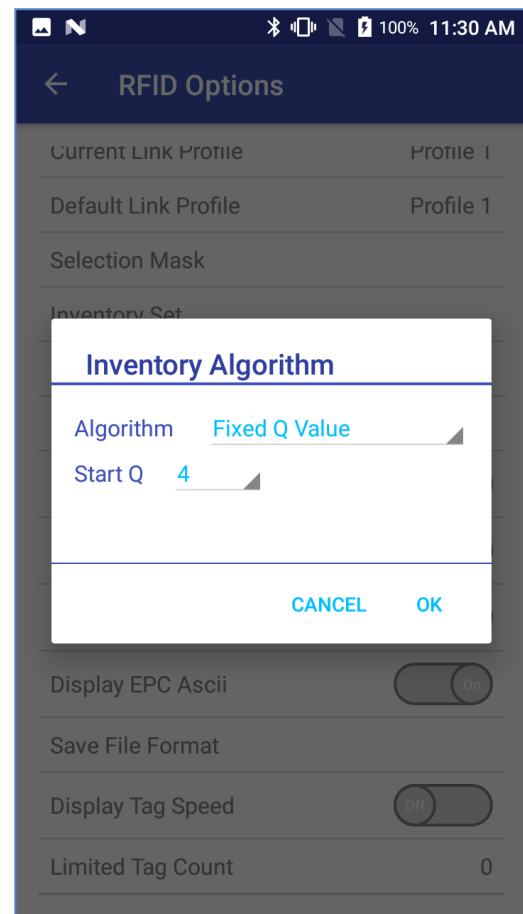 100% 11:30 AM
RFID Options
Current Link Profile Profile 1
Default Link Profile Profile 1
Selection Mask
Inventory Set
Inventory Algorithm
Algorithm Fixed Q Value
Start Q 4
CANCEL OK
Display EPC Ascii On
Save File Format
Display Tag Speed Off
Limited Tag Count 0